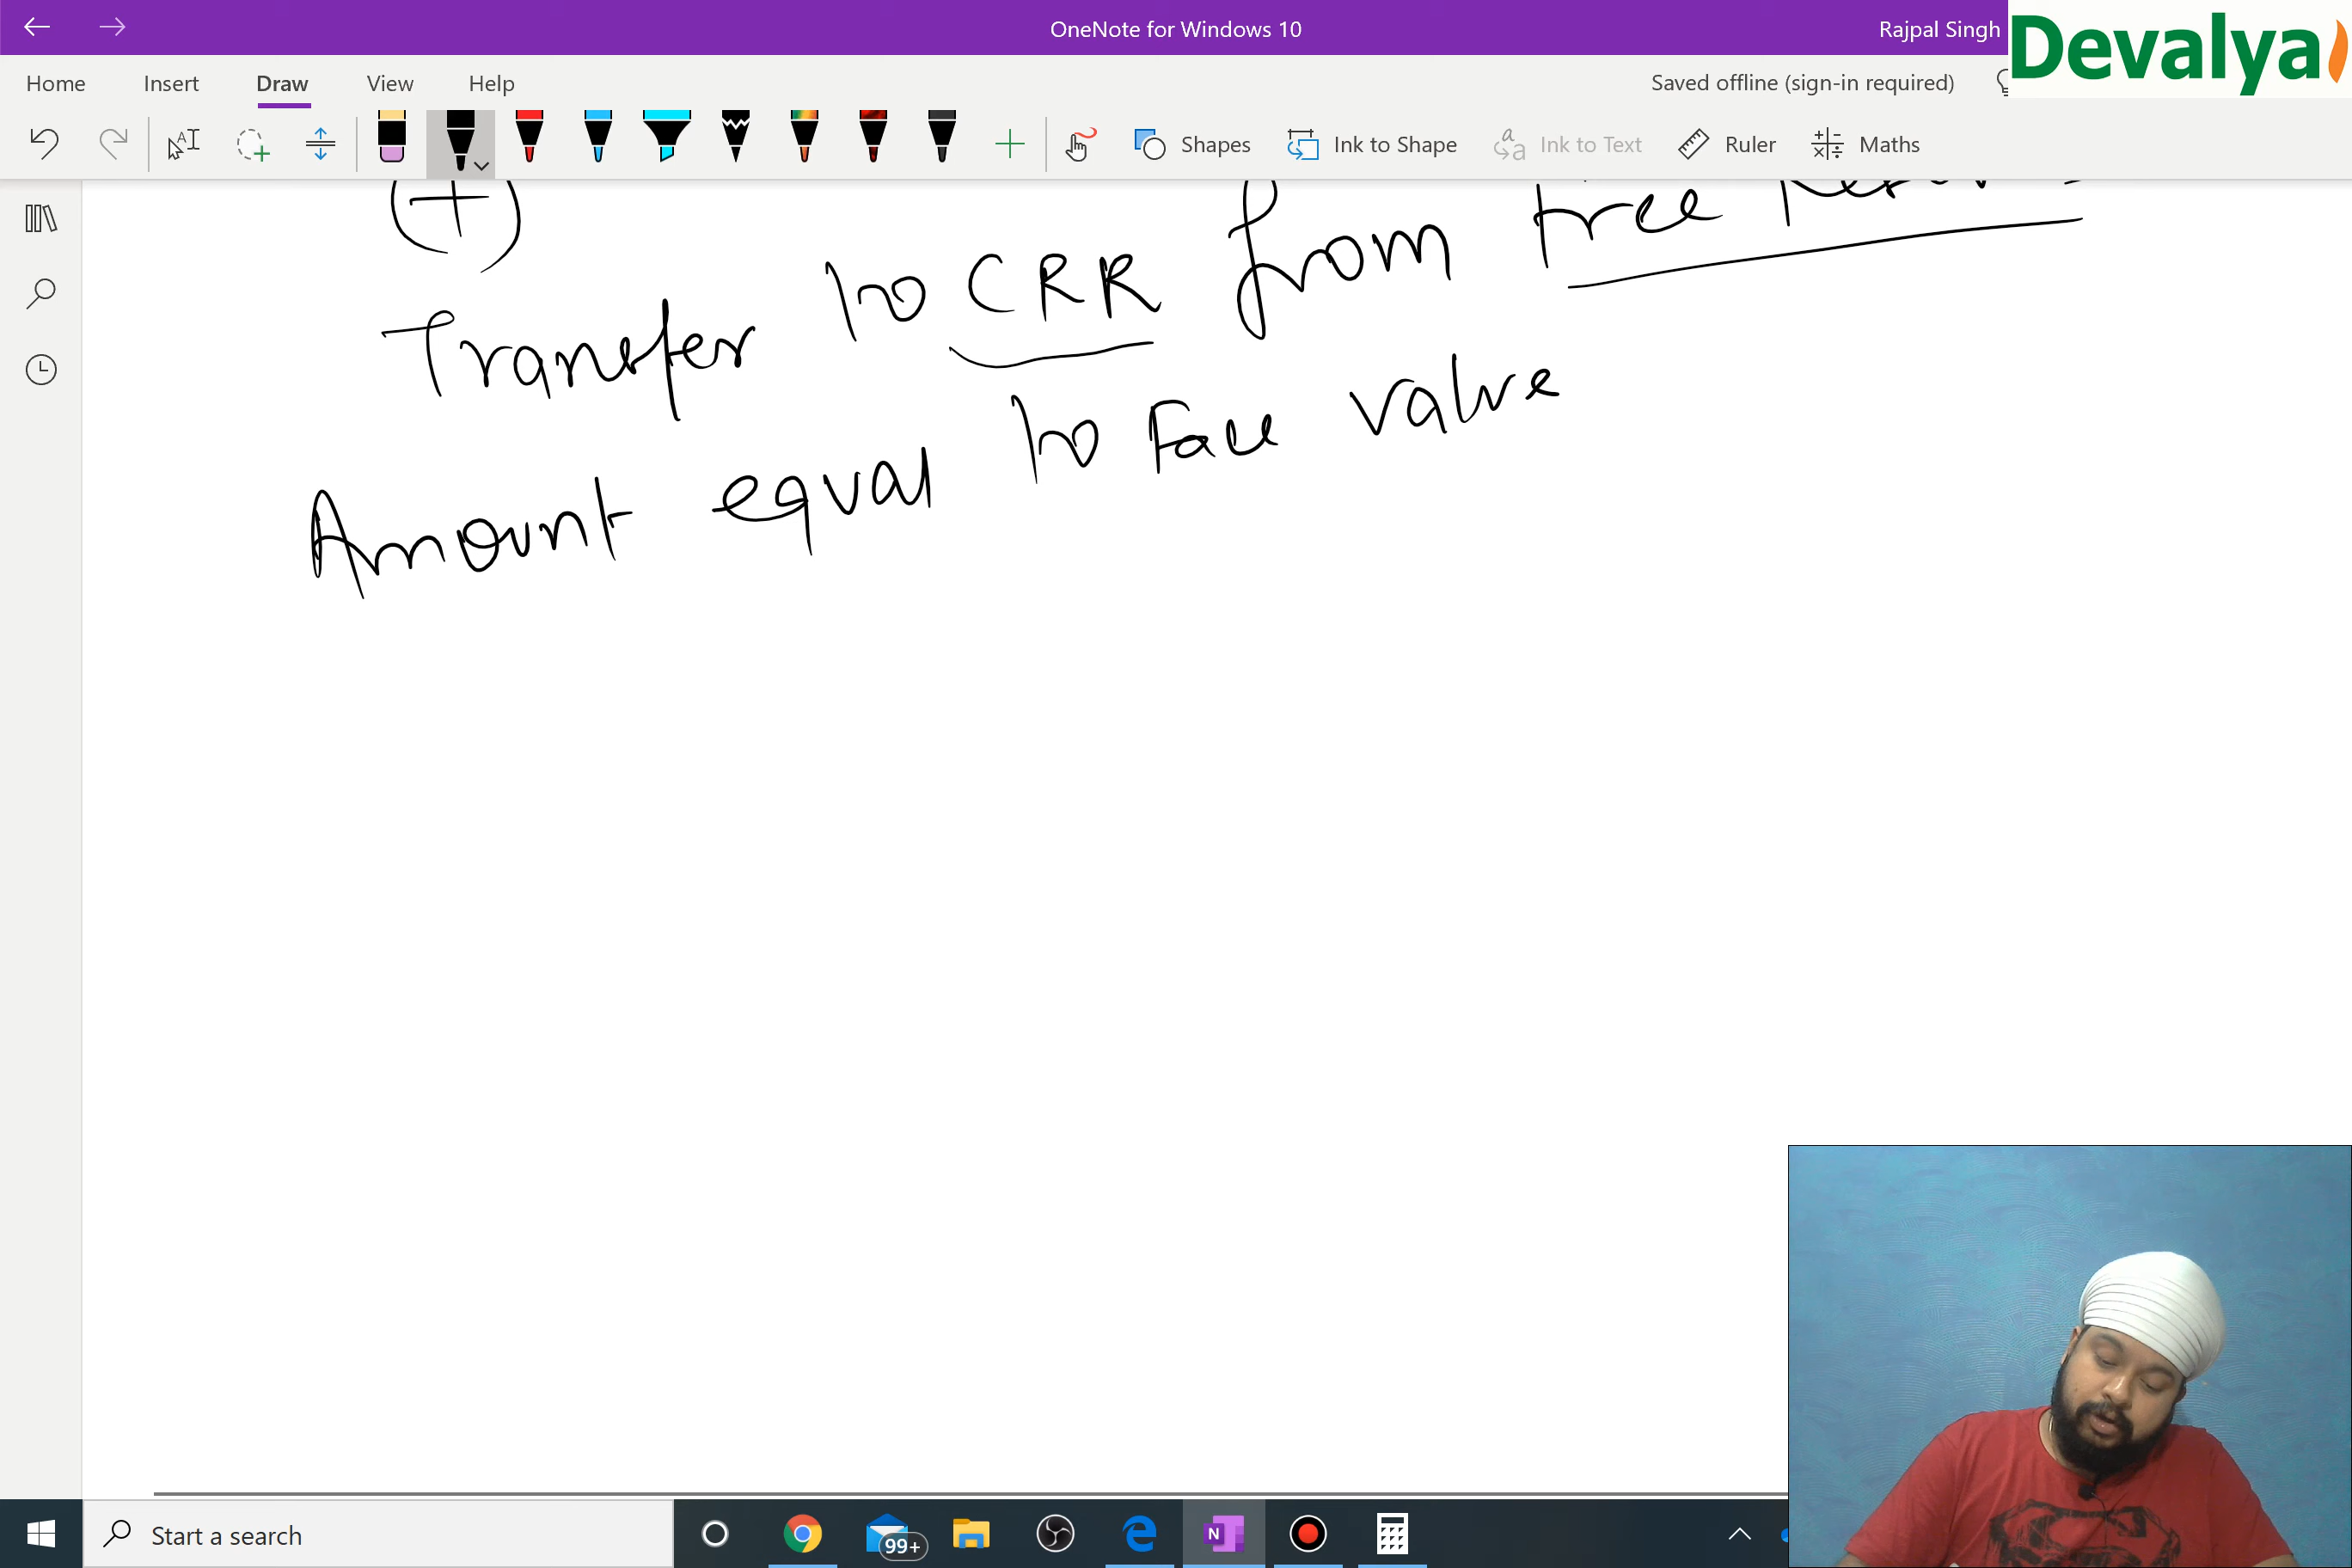 OneNote for Windows 10
Rajpal Singh
Devalya
Home Insert Draw View Help
Saved offline (sign-in required)
Shapes Ink to Shape Ink to Text Ruler Maths
(+)
Transfer to CRR from free
Amount equal to Face value
Start a search
99+
N